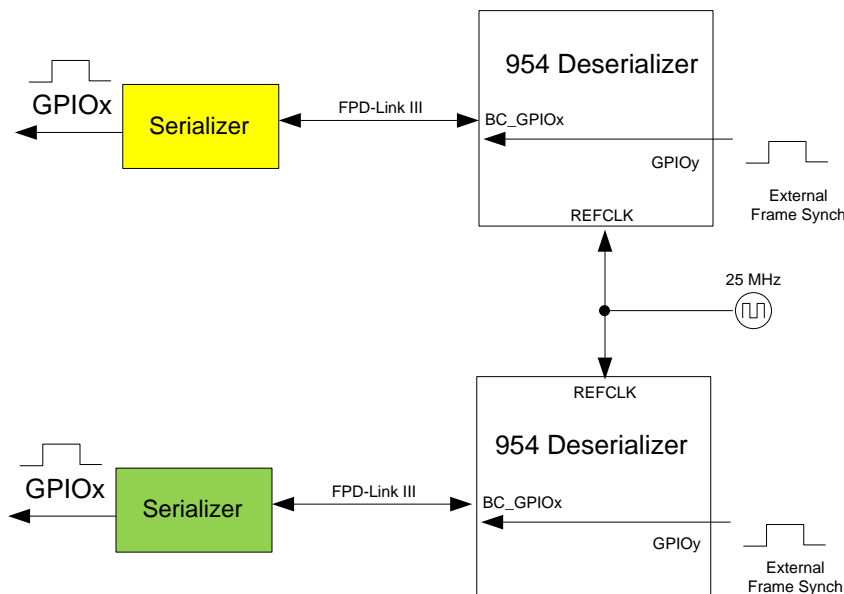 954 Deserializer
GPIOx
Serializer
FPD-Link III
BC_GPIOx
GPIOy
External
Frame Synch
REFCLK
25 MHz
REFCLK
954 Deserializer
GPIOx
Serializer
FPD-Link III
BC_GPIOx
GPIOy
External
Frame Synch